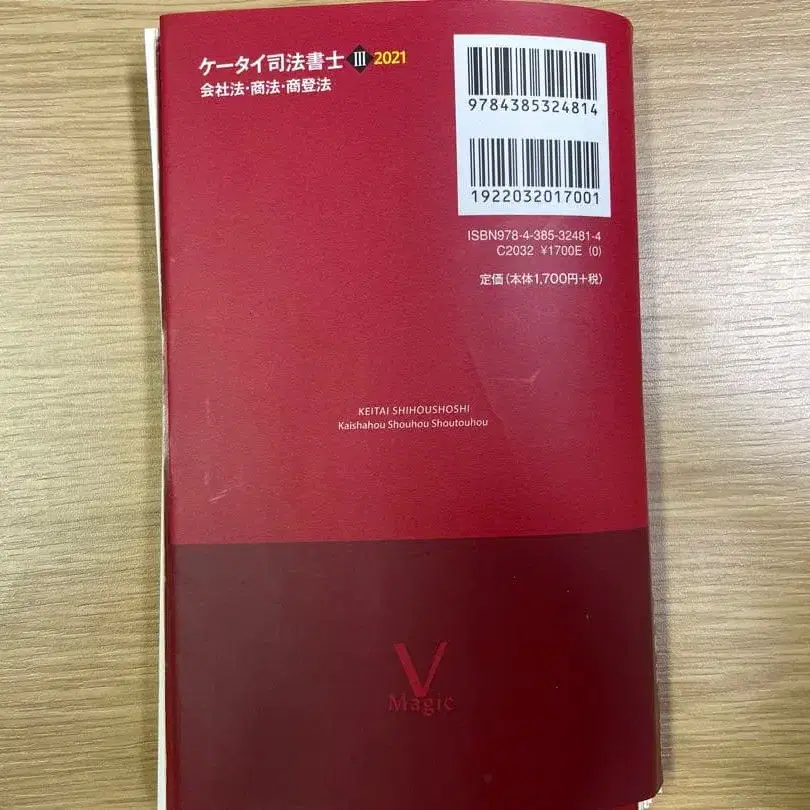 ケータイ司法書士 III 2021
会社法・商法・商登法
9784385324814
1922032017001
ISBN978-4-385-32481-4
C2032 ¥1700E (0)
定価(本体1,700円+税)
KEITAI SHIHOUSHOSHI
Kaishahou Shouhou Shoutouhou
V
Magic